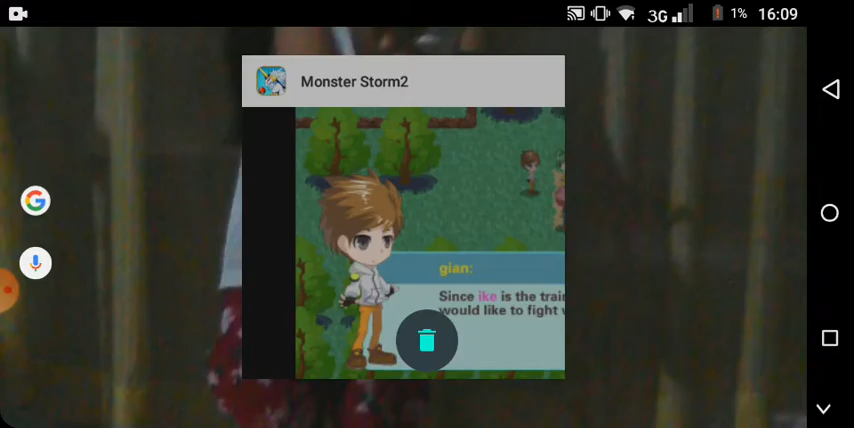 3G 1% 16:09
Monster Storm2
gian:
Since ike is the trai
would like to fight